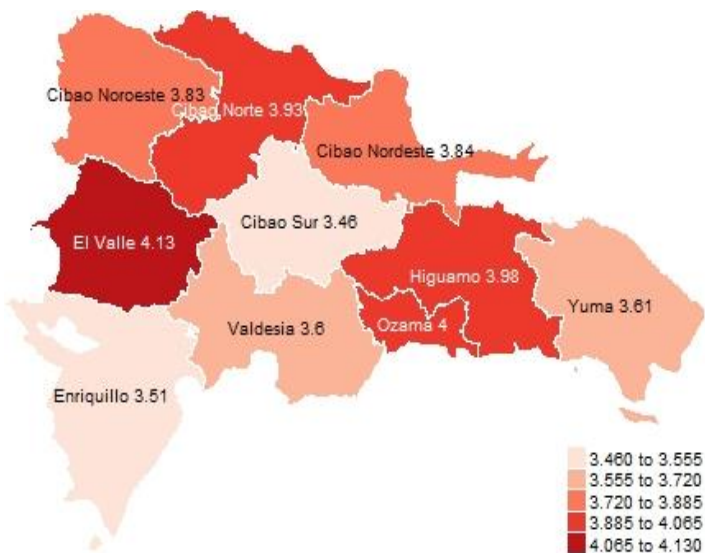 Cibao Noroeste 3.83
Cibao Norte 3.93
Cibao Nordeste 3.84
Cibao Sur 3.46
El Valle 4.13
Higuamo 3.98
Yuma 3.61
Valdesia 3.6
Ozama 4
Enriquillo 3.51
3.460 to 3.555
3.555 to 3.720
3.720 to 3.885
3.885 to 4.065
4.065 to 4.130